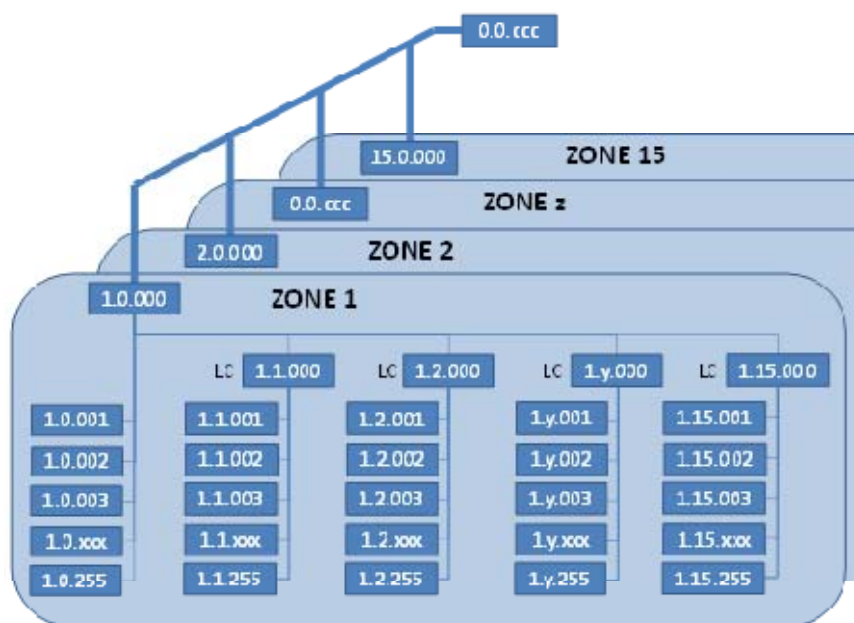 0.0.ccc
15.0.000 ZONE 15
0.0.ccc ZONE z
2.0.000 ZONE 2
1.0.000 ZONE 1
LC 1.1.000 LC 1.2.000 LC 1.y.000 LC 1.15.000
1.0.001 1.1.001 1.2.001 1.y.001 1.15.001
1.0.002 1.1.002 1.2.002 1.y.002 1.15.002
1.0.003 1.1.003 1.2.003 1.y.003 1.15.003
1.0.xxx 1.1.xxx 1.2.xxx 1.y.xxx 1.15.xxx
1.0.255 1.1.255 1.2.255 1.y.255 1.15.255